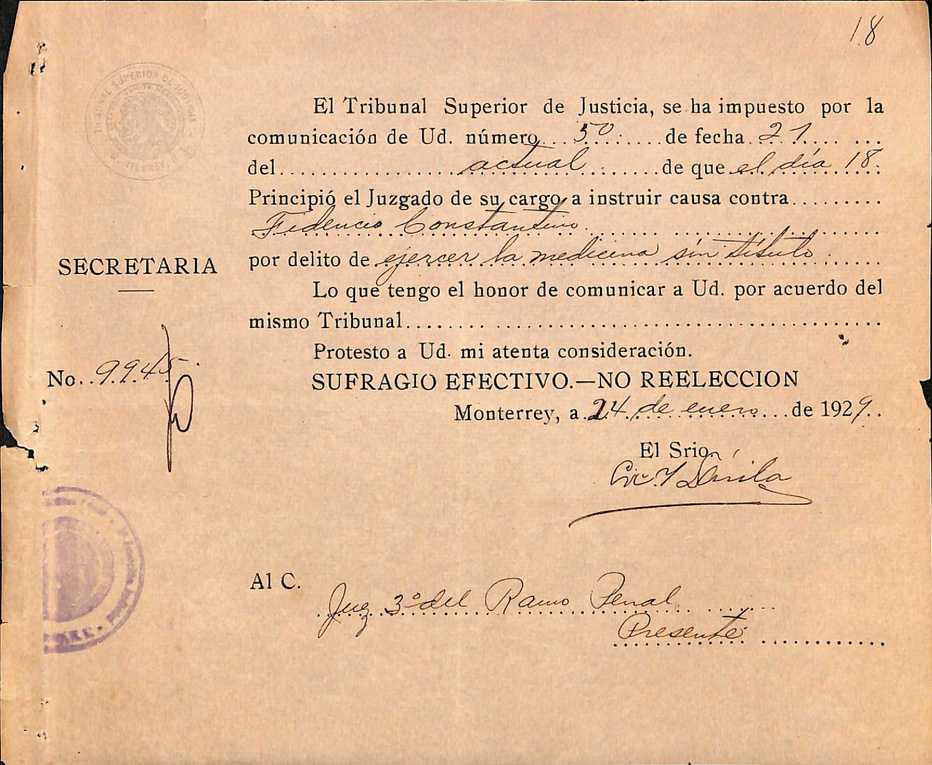 18
El Tribunal Superior de Justicia, se ha impuesto por la
comunicación de Ud. número 50 de fecha 21
del actual de que el día 18
Principió el Juzgado de su cargo a instruir causa contra
Fidencio Constantino
por delito de ejercer la medicina sin título
SECRETARIA
Lo que tengo el honor de comunicar a Ud. por acuerdo del
mismo Tribunal
Protesto a Ud. mi atenta consideración.
No. 9945
SUFRAGIO EFECTIVO.—NO REELECCION
Monterrey, a 24 de enero de 1929.
El Srio,
Dávila
Al C.
Juez 3º del Ramo Penal
Presente